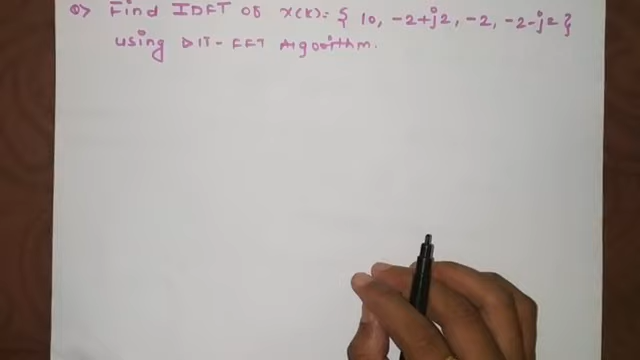 Q> Find IDFT of X(K)= { 10, -2+j2, -2, -2-j2 }
using DIT-FFT Algorithm.